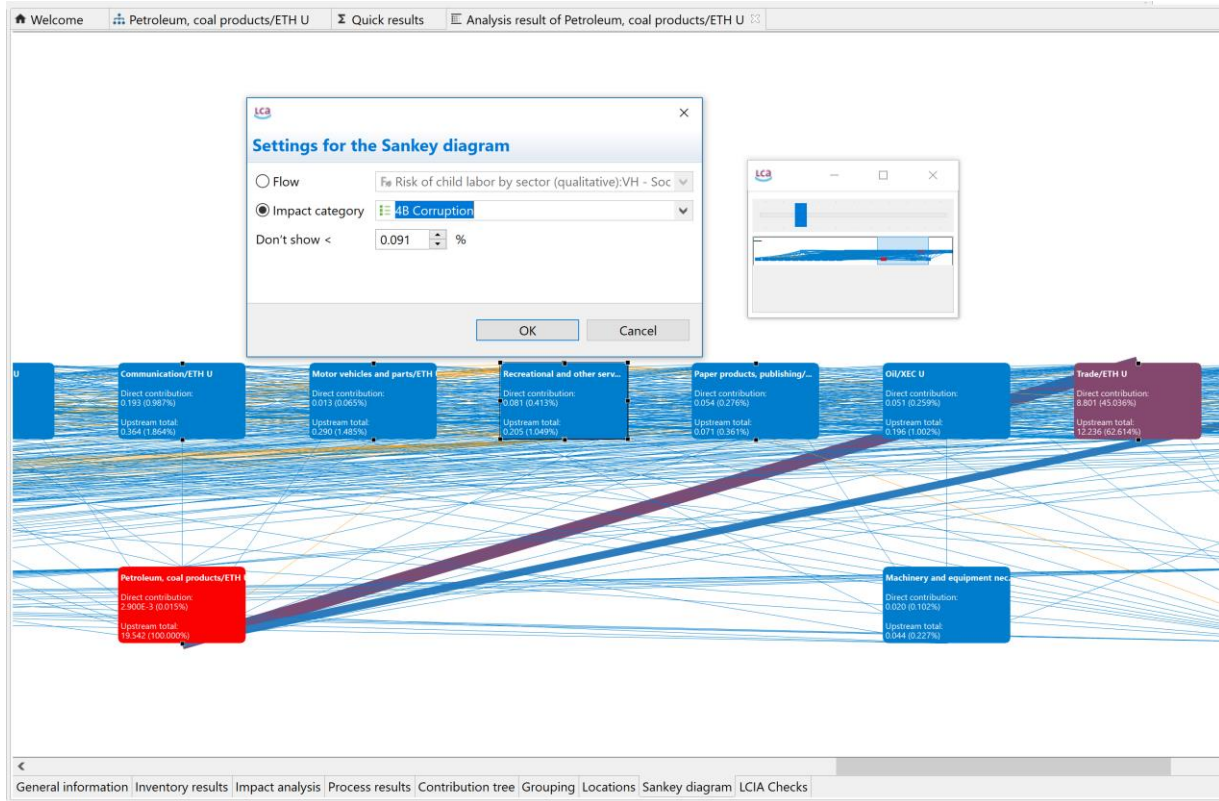 Welcome
Petroleum, coal products/ETH U
Σ Quick results
Analysis result of Petroleum, coal products/ETH U
LCA
Settings for the Sankey diagram
Flow
Risk of child labor by sector (qualitative):VH - Soc
Impact category
4B Corruption
Don't show <
0.091
%
OK
Cancel
LCA
U
Communication/ETH U
Direct contribution:
0.193 (0.987%)
Upstream total:
0.364 (1.864%)
Motor vehicles and parts/ETH
Direct contribution:
0.013 (0.065%)
Upstream total:
0.290 (1.485%)
Recreational and other serv...
Direct contribution:
0.081 (0.413%)
Upstream total:
0.205 (1.049%)
Paper products, publishing/...
Direct contribution:
0.054 (0.276%)
Upstream total:
0.071 (0.361%)
Oil/XEC U
Direct contribution:
0.051 (0.259%)
Upstream total:
0.196 (1.002%)
Trade/ETH U
Direct contribution:
8.801 (45.036%)
Upstream total:
12.236 (62.614%)
Petroleum, coal products/ETH
Direct contribution:
2.900E-3 (0.015%)
Upstream total:
19.542 (100.000%)
Machinery and equipment nec
Direct contribution:
0.020 (0.102%)
Upstream total:
0.044 (0.227%)
General information
Inventory results
Impact analysis
Process results
Contribution tree
Grouping
Locations
Sankey diagram
LCIA Checks